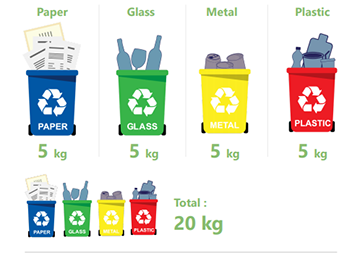 Paper Glass Metal Plastic
PAPER GLASS METAL PLASTIC
5 kg 5 kg 5 kg 5 kg
Total :
20 kg
PAPER GLASS METAL PLASTIC